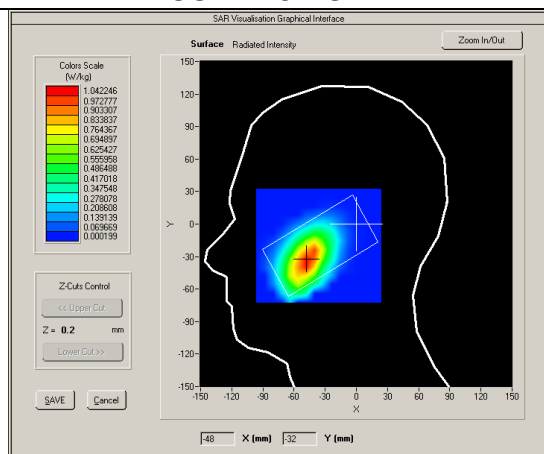 SAR Visualisation Graphical Interface
Surface Radiated Intensity
Zoom In/Out
Colors Scale
(W/kg)
1.042246
0.972777
0.903307
0.833837
0.764367
0.694897
0.625427
0.555958
0.486488
0.417018
0.347548
0.278078
0.208608
0.139139
0.069669
0.000199
Z-Cuts Control
<< Upper Cut
Z = 0.2 mm
Lower Cut >>
SAVE Cancel
150
120
90
60
30
0
-30
-60
-90
-120
-150
Y
-150 -120 -90 -60 -30 0 30 60 90 120 150
X
-48 X (mm) -32 Y (mm)